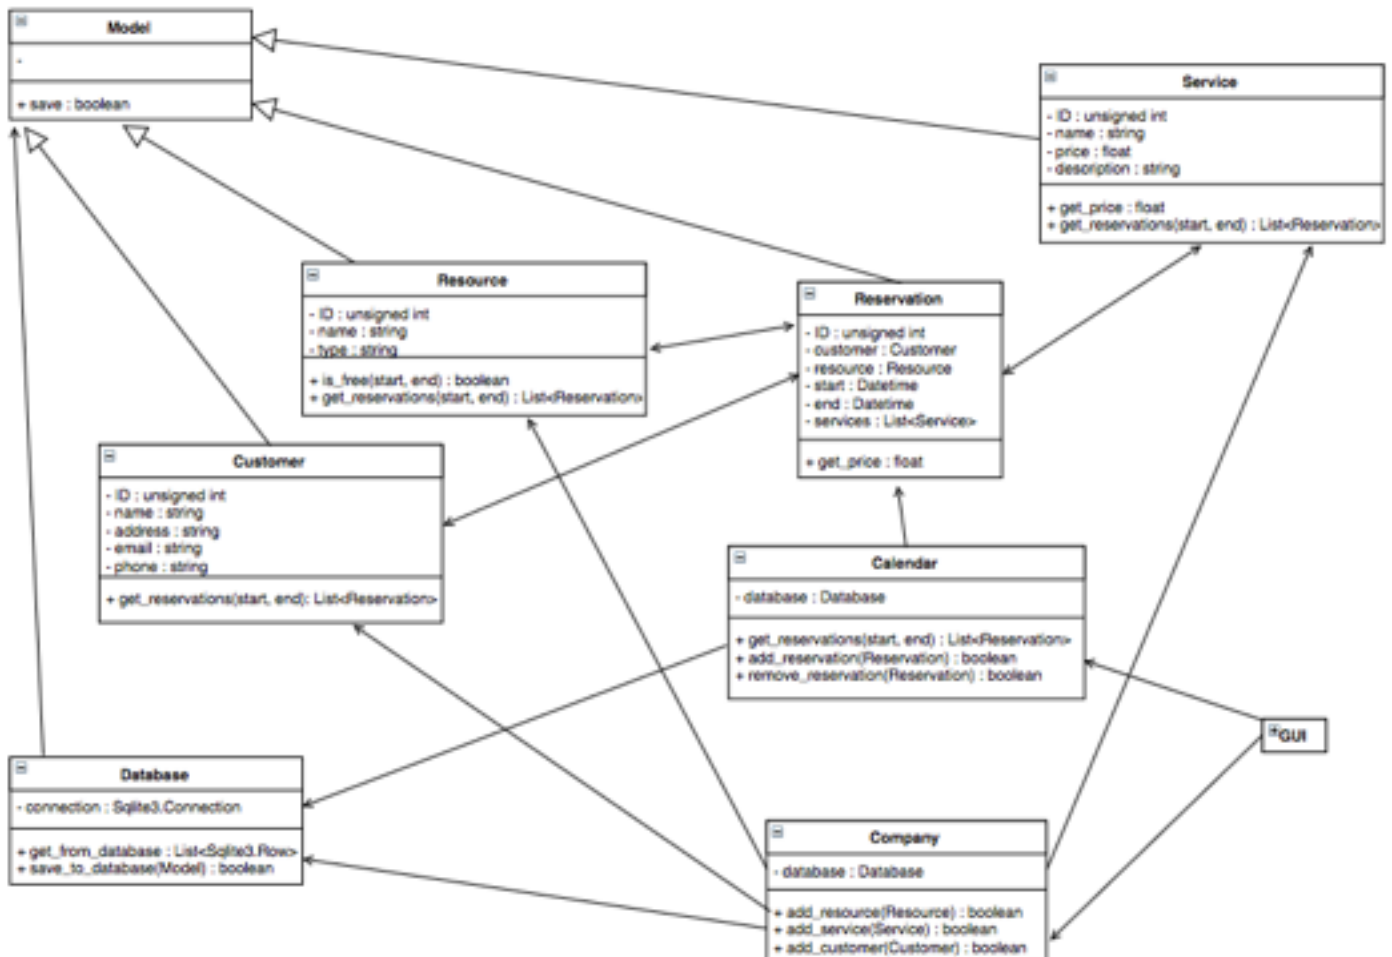 Model
-
+ save : boolean
Service
- ID : unsigned int
- name : string
- price : float
- description : string
+ get_price : float
+ get_reservations(start, end) : List<Reservation>
Resource
- ID : unsigned int
- name : string
- type : string
+ is_free(start, end) : boolean
+ get_reservations(start, end) : List<Reservation>
Reservation
- ID : unsigned int
- customer : Customer
- resource : Resource
- start : Datetime
- end : Datetime
- services : List<Service>
+ get_price : float
Customer
- ID : unsigned int
- name : string
- address : string
- email : string
- phone : string
+ get_reservations(start, end): List<Reservation>
Calendar
- database : Database
+ get_reservations(start, end) : List<Reservation>
+ add_reservation(Reservation) : boolean
+ remove_reservation(Reservation) : boolean
GUI
Database
- connection : Sqlite3.Connection
+ get_from_database : List<Sqlite3.Row>
+ save_to_database(Model) : boolean
Company
- database : Database
+ add_resource(Resource) : boolean
+ add_service(Service) : boolean
+ add_customer(Customer) : boolean